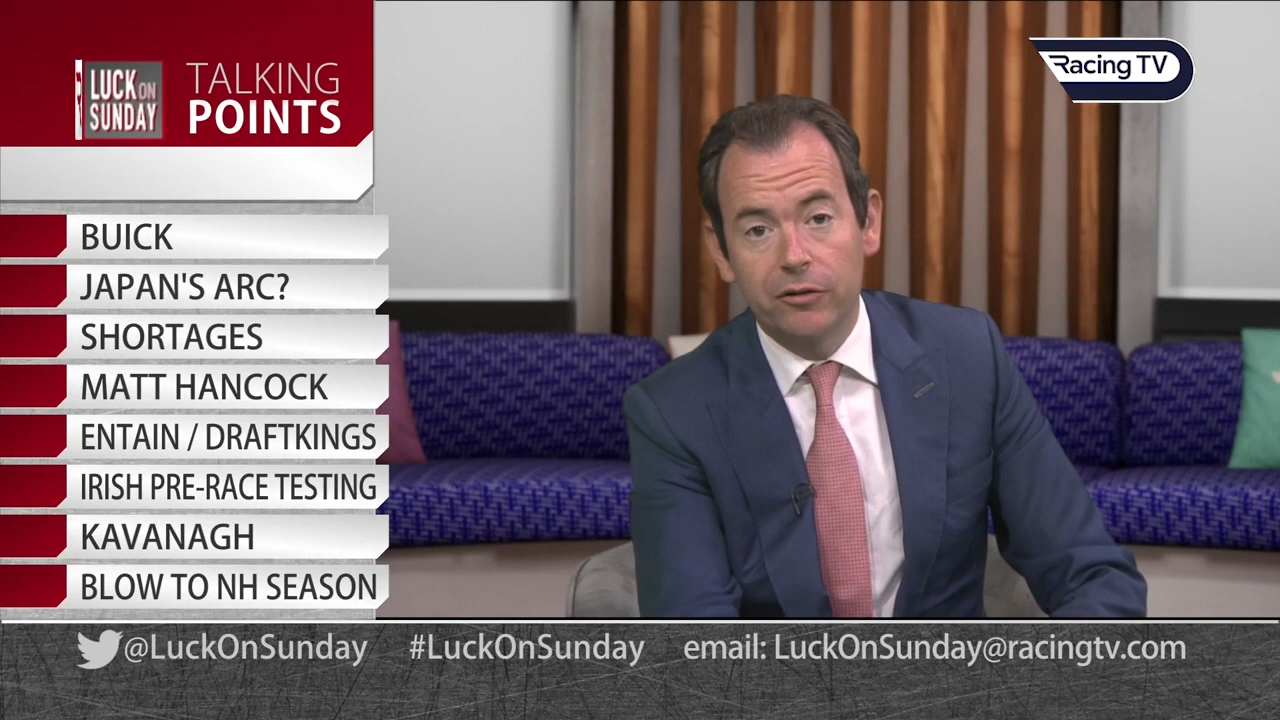 LUCK ON
SUNDAY
TALKING
POINTS
Racing TV
BUICK
JAPAN'S ARC?
SHORTAGES
MATT HANCOCK
ENTAIN / DRAFTKINGS
IRISH PRE-RACE TESTING
KAVANAGH
BLOW TO NH SEASON
@LuckOnSunday #LuckOnSunday email: LuckOnSunday@racingtv.com